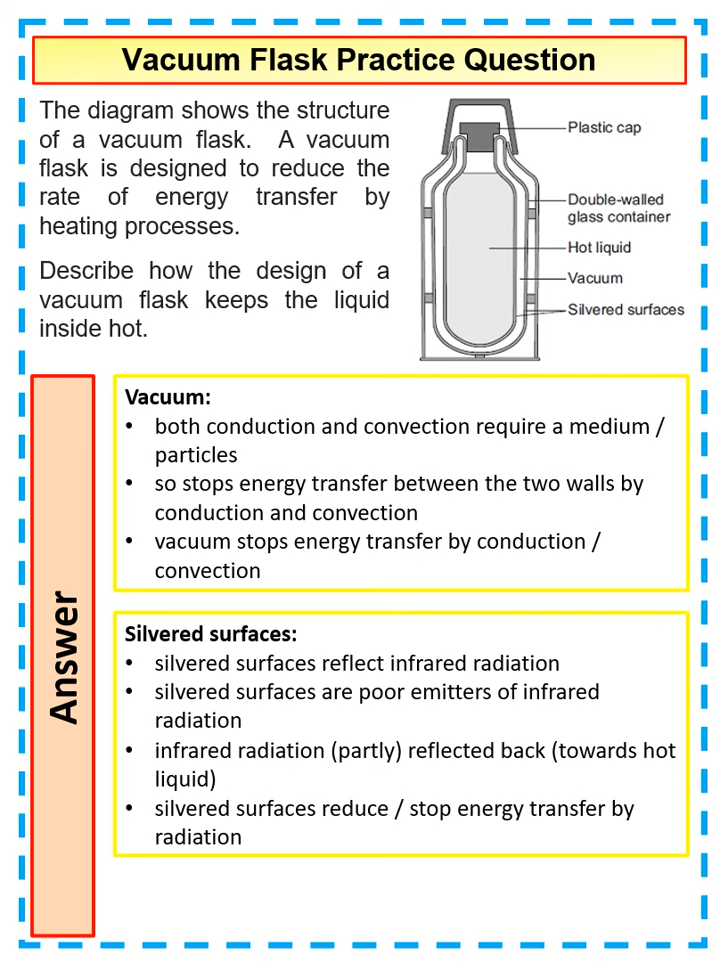 Vacuum Flask Practice Question
The diagram shows the structure
of a vacuum flask. A vacuum
flask is designed to reduce the
rate of energy transfer by
heating processes.
Describe how the design of a
vacuum flask keeps the liquid
inside hot.
Plastic cap
Double-walled
glass container
Hot liquid
Vacuum
Silvered surfaces
Answer
Vacuum:
• both conduction and convection require a medium /
particles
• so stops energy transfer between the two walls by
conduction and convection
• vacuum stops energy transfer by conduction /
convection
Silvered surfaces:
• silvered surfaces reflect infrared radiation
• silvered surfaces are poor emitters of infrared
radiation
• infrared radiation (partly) reflected back (towards hot
liquid)
• silvered surfaces reduce / stop energy transfer by
radiation